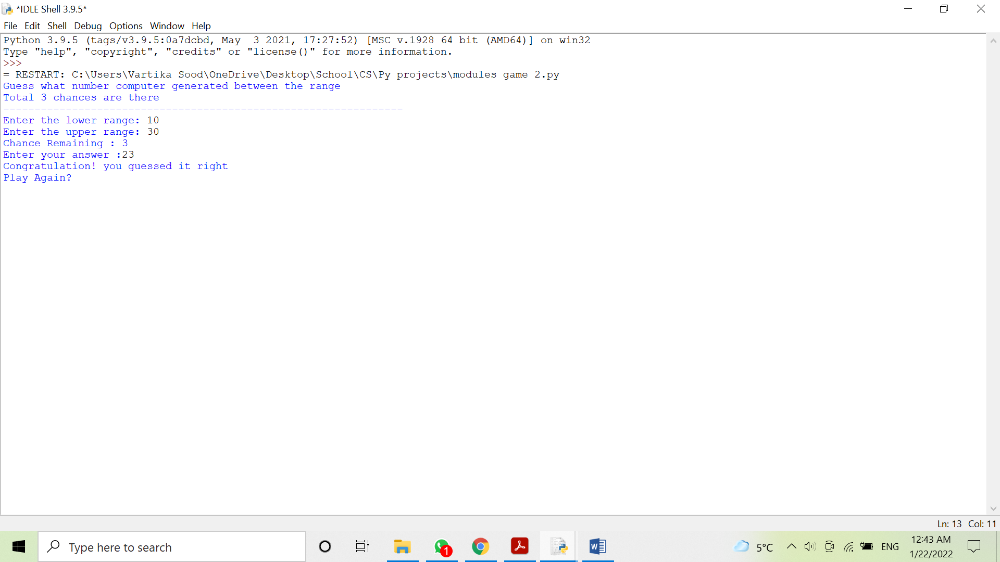 *IDLE Shell 3.9.5*
File Edit Shell Debug Options Window Help
Python 3.9.5 (tags/v3.9.5:0a7dcbd, May  3 2021, 17:27:52) [MSC v.1928 64 bit (AMD64)] on win32
Type "help", "copyright", "credits" or "license()" for more information.
>>>
= RESTART: C:\Users\Vartika Sood\OneDrive\Desktop\School\CS\Py projects\modules game 2.py
Guess what number computer generated between the range
Total 3 chances are there
----------------------------------------------------------------
Enter the lower range: 10
Enter the upper range: 30
Chance Remaining : 3
Enter your answer :23
Congratulation! you guessed it right
Play Again?
Ln: 13 Col: 11
Type here to search
1
W
5°C
ENG
12:43 AM
1/22/2022